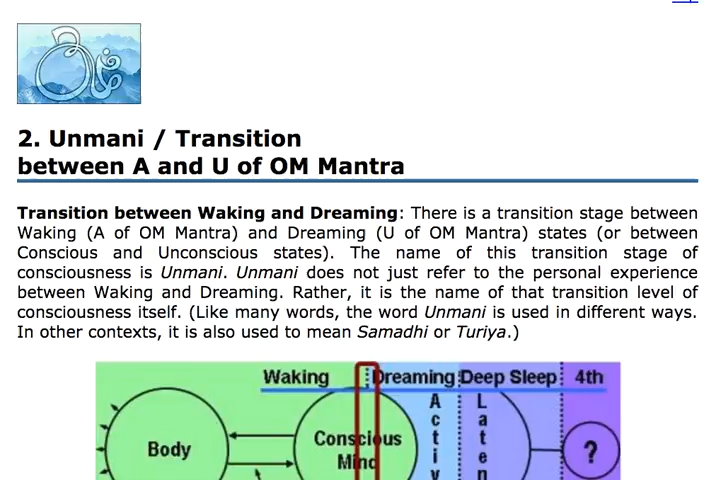 2. Unmani / Transition
between A and U of OM Mantra
Transition between Waking and Dreaming: There is a transition stage between
Waking (A of OM Mantra) and Dreaming (U of OM Mantra) states (or between
Conscious and Unconscious states). The name of this transition stage of
consciousness is Unmani. Unmani does not just refer to the personal experience
between Waking and Dreaming. Rather, it is the name of that transition level of
consciousness itself. (Like many words, the word Unmani is used in different ways.
In other contexts, it is also used to mean Samadhi or Turiya.)
Waking Dreaming Deep Sleep 4th
Body
Conscious
Mind
A
c
t
i
v
L
a
t
e
n
?